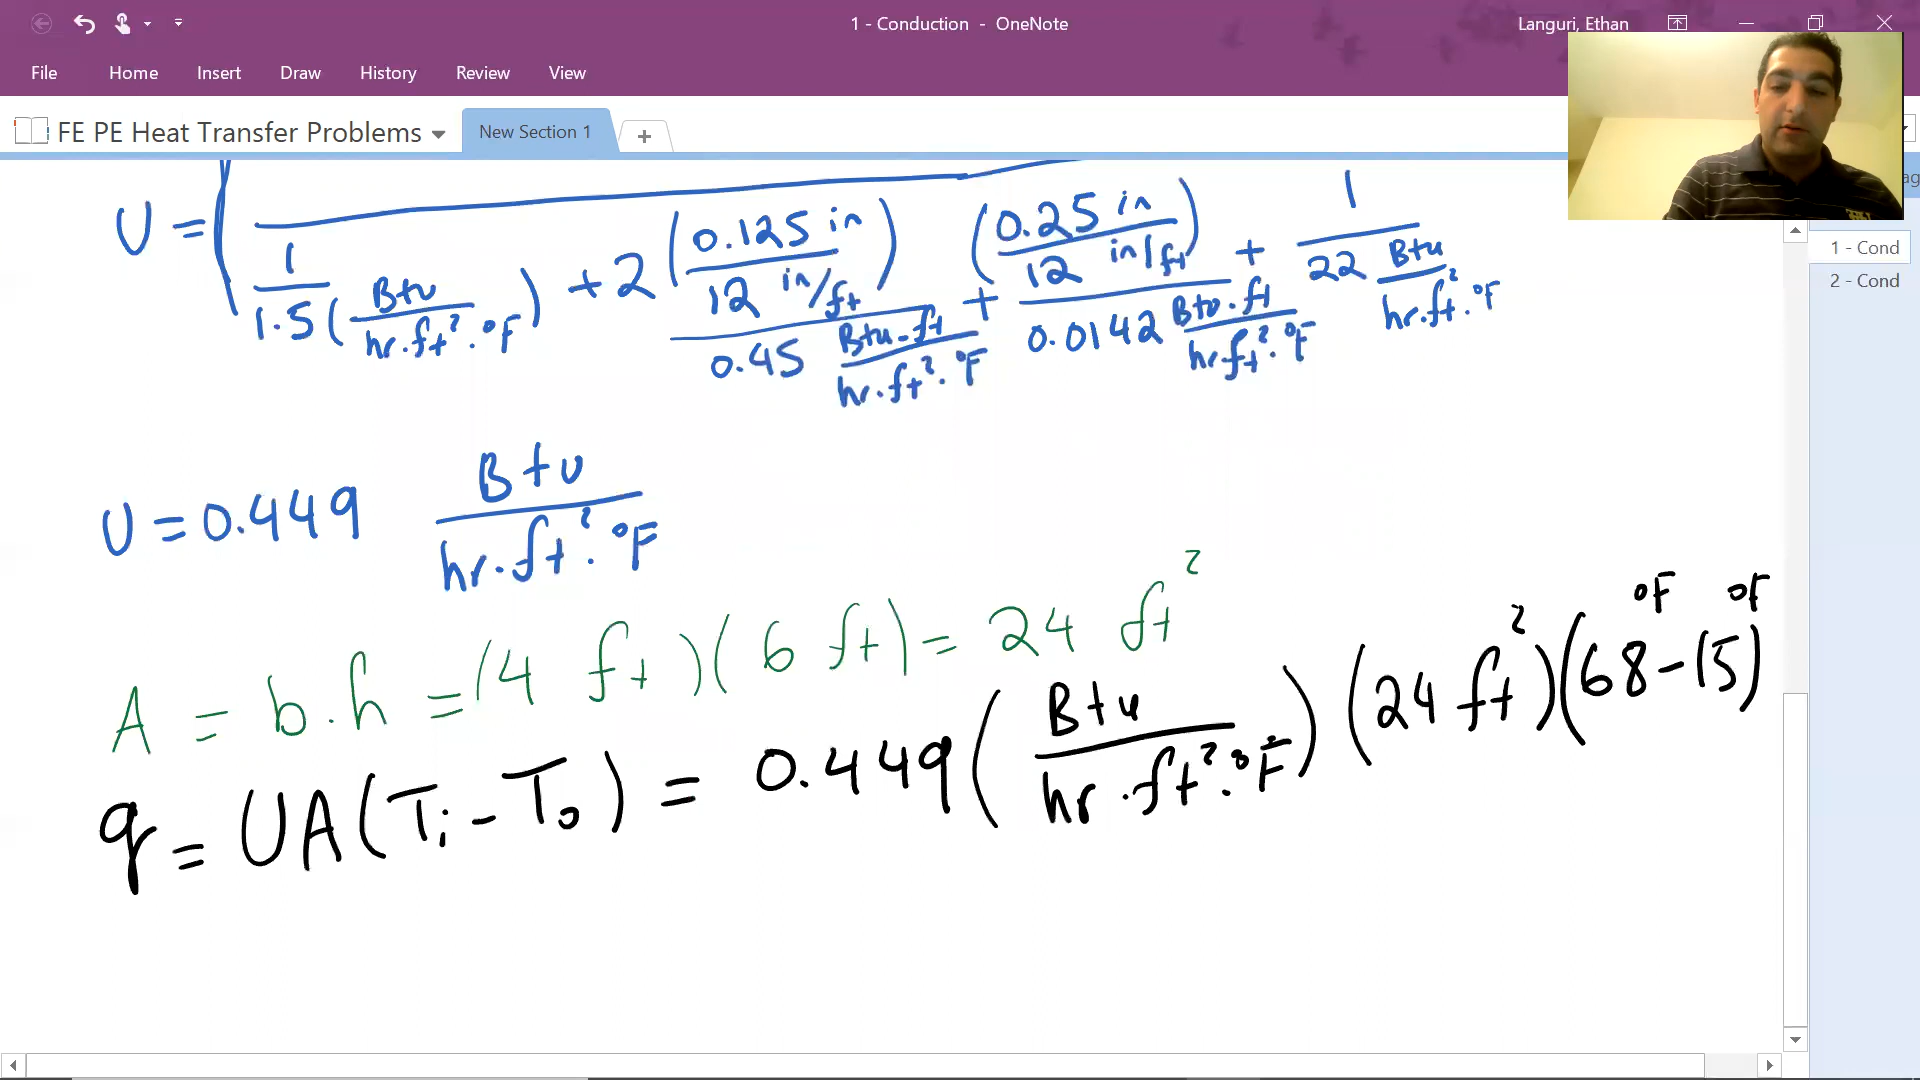 1 - Conduction - OneNote
Languri, Ethan
File Home Insert Draw History Review View
FE PE Heat Transfer Problems
New Section 1
+
1 - Cond
2 - Cond
U = ( 1 / 1.5 (Btu / hr.ft².°F) + 2 (0.125 in / 12 in/ft) / 0.45 Btu-ft / hr.ft².°F + (0.25 in / 12 in/ft) / 0.0142 Btu.ft / hr.ft².°F + 1 / 22 Btu / hr.ft².°F
U = 0.449 Btu / hr.ft².°F
A = b.h = (4 ft)(6 ft) = 24 ft²
q = UA(Ti - To) = 0.449 (Btu / hr.ft².°F) (24 ft²)(68 °F - 15 °F)